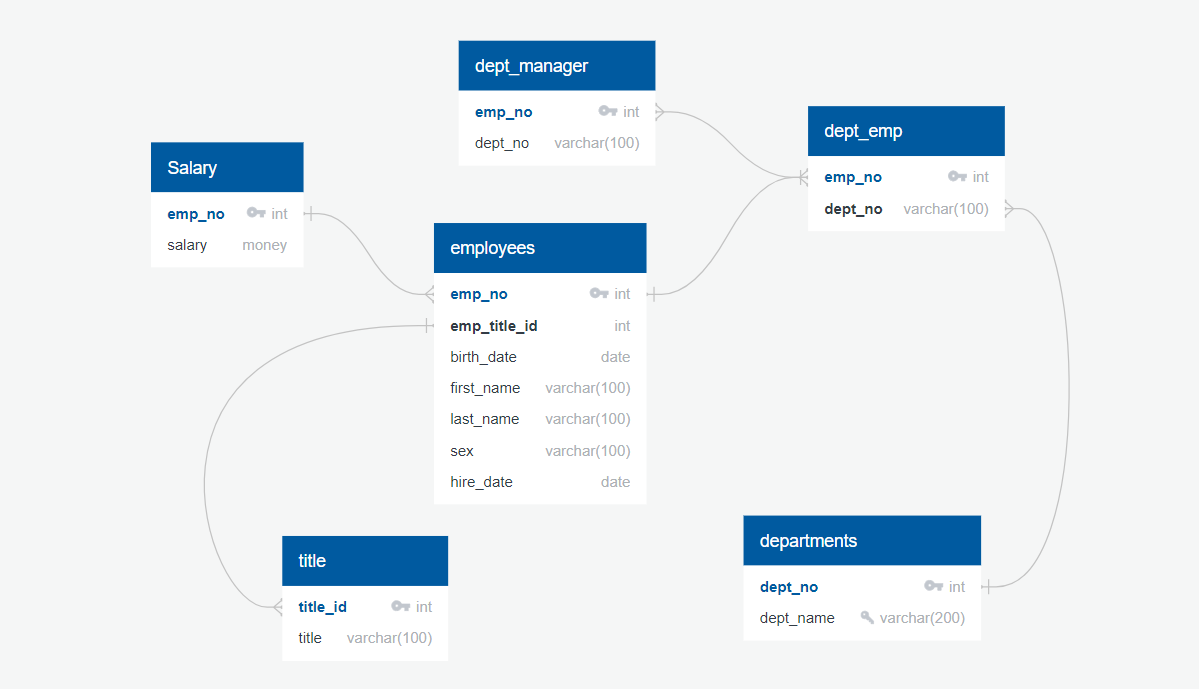 dept_manager
emp_no int
dept_no varchar(100)
dept_emp
emp_no int
dept_no varchar(100)
Salary
emp_no int
salary money
employees
emp_no int
emp_title_id int
birth_date date
first_name varchar(100)
last_name varchar(100)
sex varchar(100)
hire_date date
title
title_id int
title varchar(100)
departments
dept_no int
dept_name varchar(200)